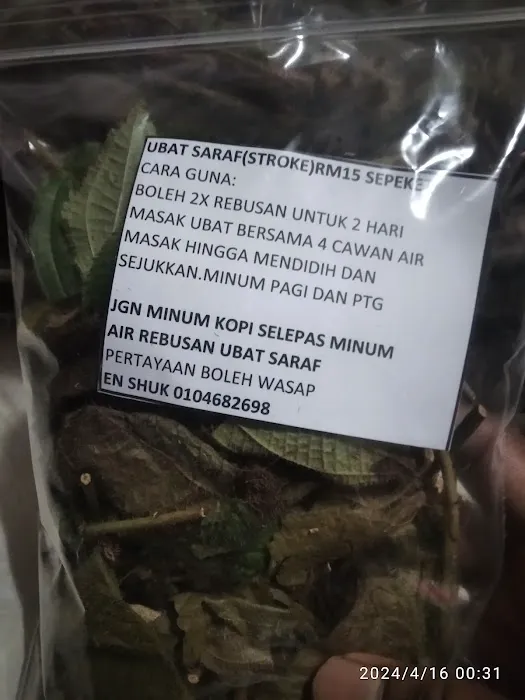 UBAT SARAF(STROKE)RM15 SEPEKE
CARA GUNA:
BOLEH 2X REBUSAN UNTUK 2 HARI
MASAK UBAT BERSAMA 4 CAWAN AIR
MASAK HINGGA MENDIDIH DAN
SEJUKKAN.MINUM PAGI DAN PTG
JGN MINUM KOPI SELEPAS MINUM
AIR REBUSAN UBAT SARAF
PERTAYAAN BOLEH WASAP
EN SHUK 0104682698
2024/4/16 00:31